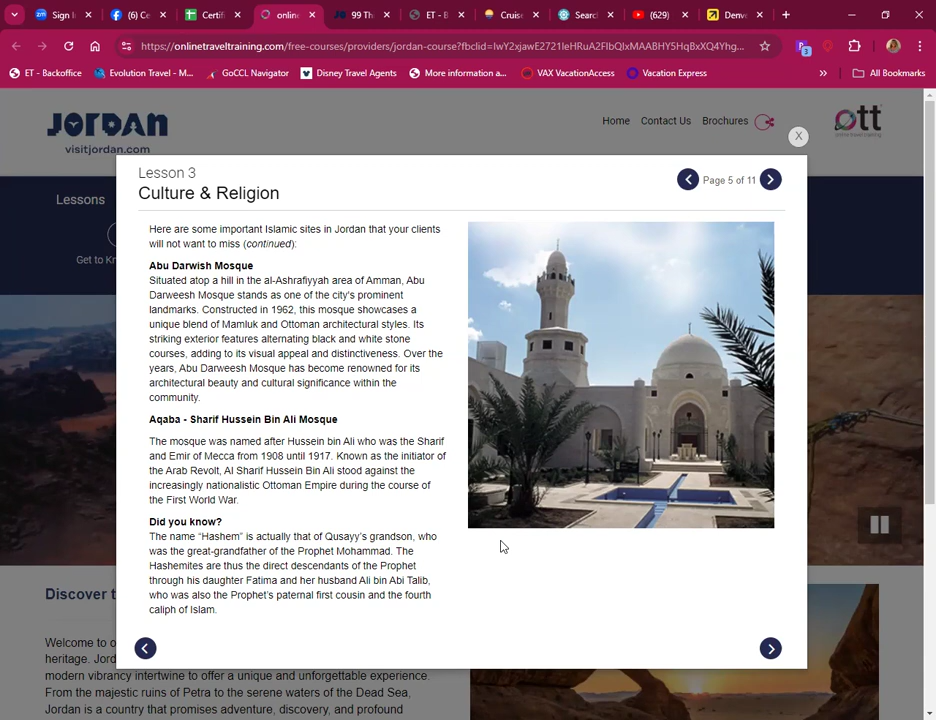 Sign I
(6) Ce
Certifi
online
99 Th
ET - B
Cruise
Searc
(629)
Denve
https://onlinetraveltraining.com/free-courses/providers/jordan-course?fbclid=IwY2xjawE2721leHRuA2FlbQIxMAABHY5HqBxXQ4Yhg...
3
ET - Backoffice
Evolution Travel - M...
GoCCL Navigator
Disney Travel Agents
More information a...
VAX VacationAccess
Vacation Express
All Bookmarks
JORDAN
visitjordan.com
Home
Contact Us
Brochures
ott
X
Lessons
Get to Kn
Lesson 3
Culture & Religion
Page 5 of 11
Here are some important Islamic sites in Jordan that your clients
will not want to miss (continued):
Abu Darwish Mosque
Situated atop a hill in the al-Ashrafiyyah area of Amman, Abu
Darweesh Mosque stands as one of the city's prominent
landmarks. Constructed in 1962, this mosque showcases a
unique blend of Mamluk and Ottoman architectural styles. Its
striking exterior features alternating black and white stone
courses, adding to its visual appeal and distinctiveness. Over the
years, Abu Darweesh Mosque has become renowned for its
architectural beauty and cultural significance within the
community.
Aqaba - Sharif Hussein Bin Ali Mosque
The mosque was named after Hussein bin Ali who was the Sharif
and Emir of Mecca from 1908 until 1917. Known as the initiator of
the Arab Revolt, Al Sharif Hussein Bin Ali stood against the
increasingly nationalistic Ottoman Empire during the course of
the First World War.
Did you know?
The name “Hashem” is actually that of Qusayy's grandson, who
was the great-grandfather of the Prophet Mohammad. The
Hashemites are thus the direct descendants of the Prophet
through his daughter Fatima and her husband Ali bin Abi Talib,
who was also the Prophet's paternal first cousin and the fourth
caliph of Islam.
Discover t
Welcome to o
heritage. Jord
modern vibrancy intertwine to offer a unique and unforgettable experience.
From the majestic ruins of Petra to the serene waters of the Dead Sea,
Jordan is a country that promises adventure, discovery, and profound